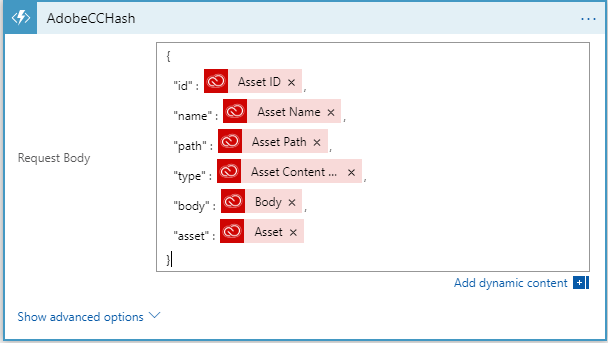 AdobeCCHash ...
{
"id" : Asset ID × ,
"name" : Asset Name × ,
"path" : Asset Path × ,
"type" : Asset Content ... × ,
Request Body
"body" : Body × ,
"asset" : Asset ×
}
Add dynamic content
Show advanced options